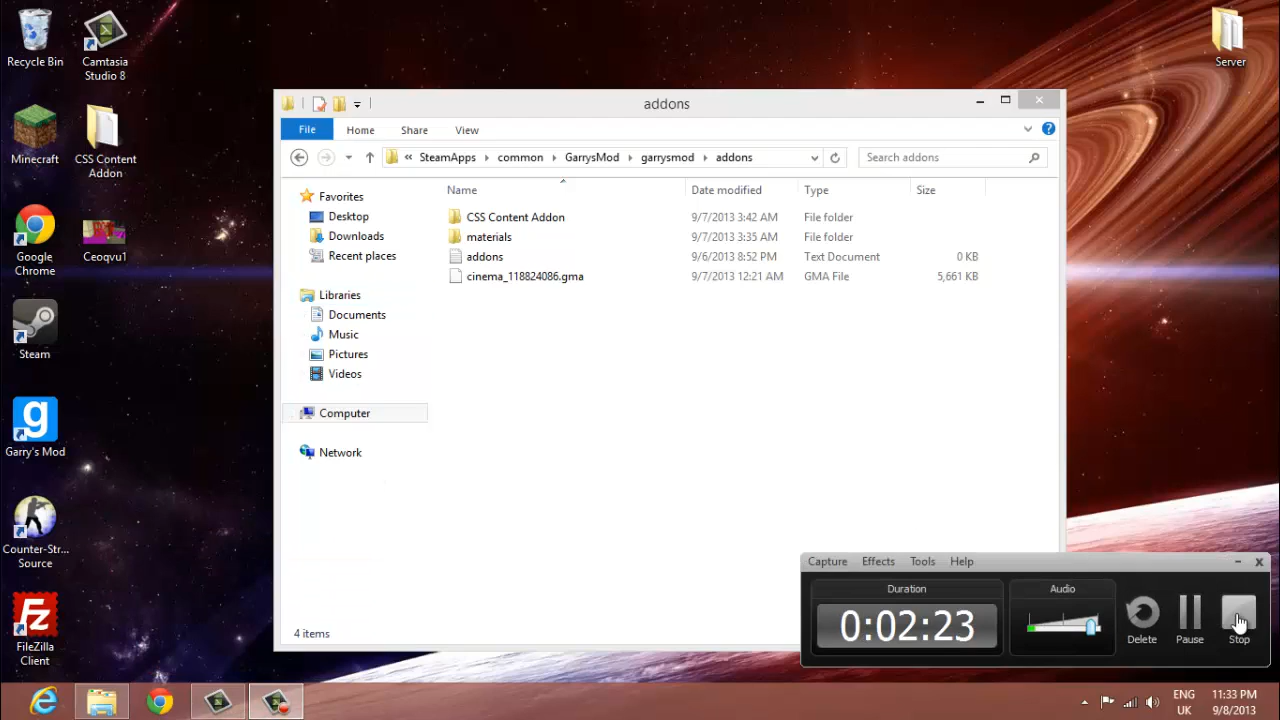 Recycle Bin
Camtasia
Studio 8
Minecraft
CSS Content
Addon
Google
Chrome
Ceoqvu1
Steam
Garry's Mod
Counter-Str...
Source
FileZilla
Client
Server
addons
File Home Share View
« SteamApps common GarrysMod garrysmod addons
Search addons
Favorites
Desktop
Downloads
Recent places
Libraries
Documents
Music
Pictures
Videos
Computer
Network
Name Date modified Type Size
CSS Content Addon 9/7/2013 3:42 AM File folder
materials 9/7/2013 3:35 AM File folder
addons 9/6/2013 8:52 PM Text Document 0 KB
cinema_118824086.gma 9/7/2013 12:21 AM GMA File 5,661 KB
4 items
Capture Effects Tools Help
Duration
0:02:23
Audio
Delete
Pause
Stop
ENG
UK
11:33 PM
9/8/2013